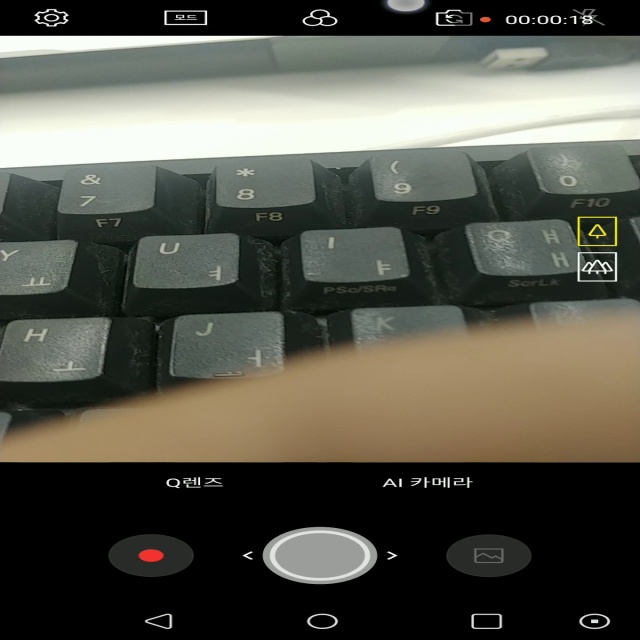 모드
00:00:18
& * ( )
7 8 9 0
F7 F8 F9 F10
Y U I O ㅐ
ㅛ ㅕ ㅑ ㅐ
PSc/SRq ScrLk
H J K
ㅗ ㅓ
Q렌즈 AI 카메라